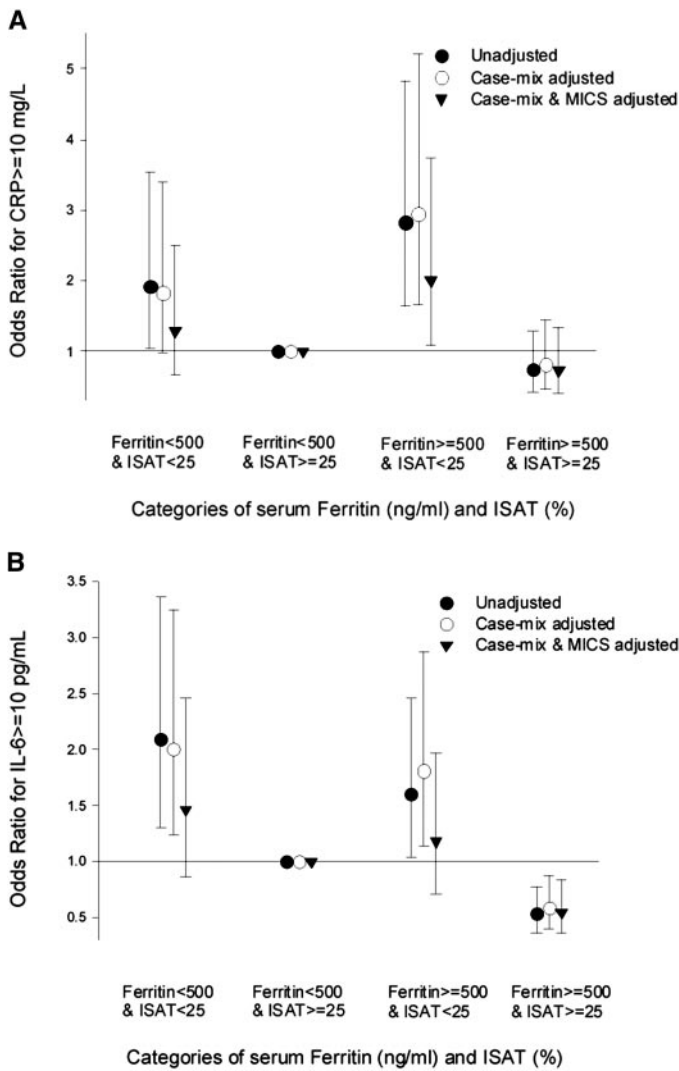 A
Odds Ratio for CRP>=10 mg/L
5
4
3
2
1
Unadjusted
Case-mix adjusted
Case-mix & MICS adjusted
Ferritin<500
& ISAT<25
Ferritin<500
& ISAT>=25
Ferritin>=500
& ISAT<25
Ferritin>=500
& ISAT>=25
Categories of serum Ferritin (ng/ml) and ISAT (%)
B
Odds Ratio for IL-6>=10 pg/mL
3.5
3.0
2.5
2.0
1.5
1.0
0.5
Unadjusted
Case-mix adjusted
Case-mix & MICS adjusted
Ferritin<500
& ISAT<25
Ferritin<500
& ISAT>=25
Ferritin>=500
& ISAT<25
Ferritin>=500
& ISAT>=25
Categories of serum Ferritin (ng/ml) and ISAT (%)